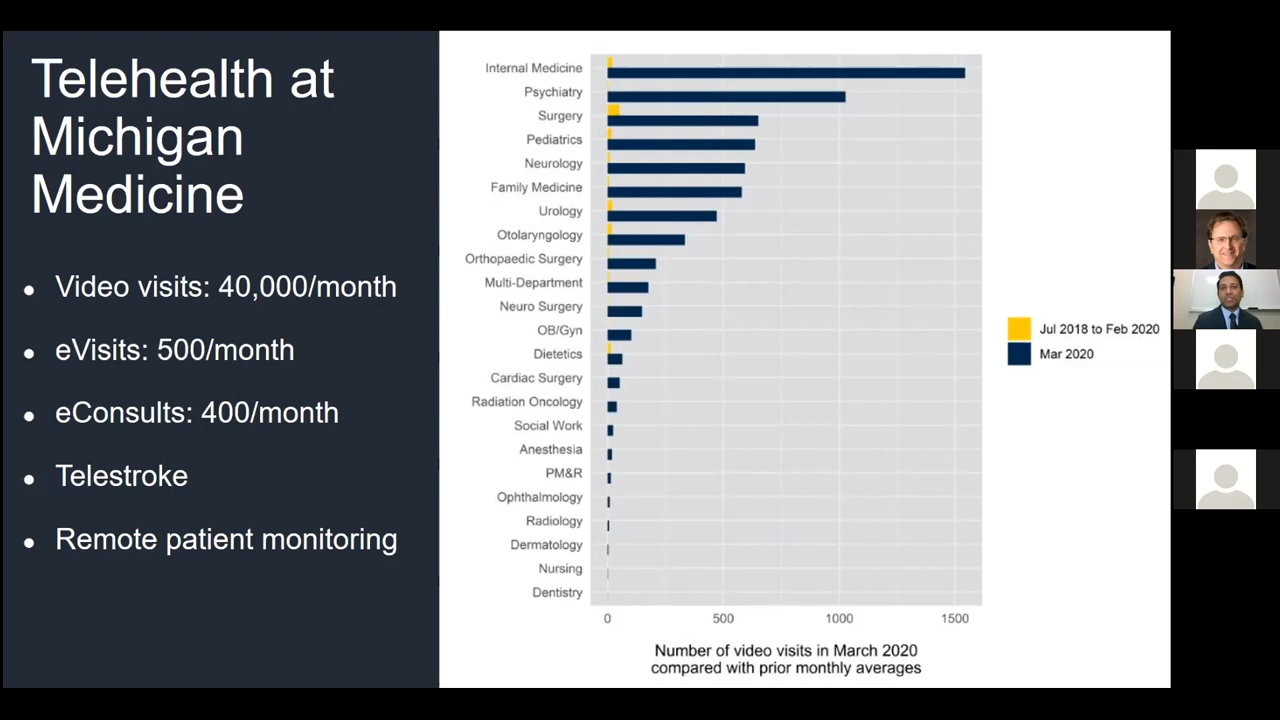 Telehealth at
Michigan
Medicine
• Video visits: 40,000/month
• eVisits: 500/month
• eConsults: 400/month
• Telestroke
• Remote patient monitoring
Internal Medicine
Psychiatry
Surgery
Pediatrics
Neurology
Family Medicine
Urology
Otolaryngology
Orthopaedic Surgery
Multi-Department
Neuro Surgery
OB/Gyn
Dietetics
Cardiac Surgery
Radiation Oncology
Social Work
Anesthesia
PM&R
Ophthalmology
Radiology
Dermatology
Nursing
Dentistry
0 500 1000 1500
Number of video visits in March 2020
compared with prior monthly averages
Jul 2018 to Feb 2020
Mar 2020